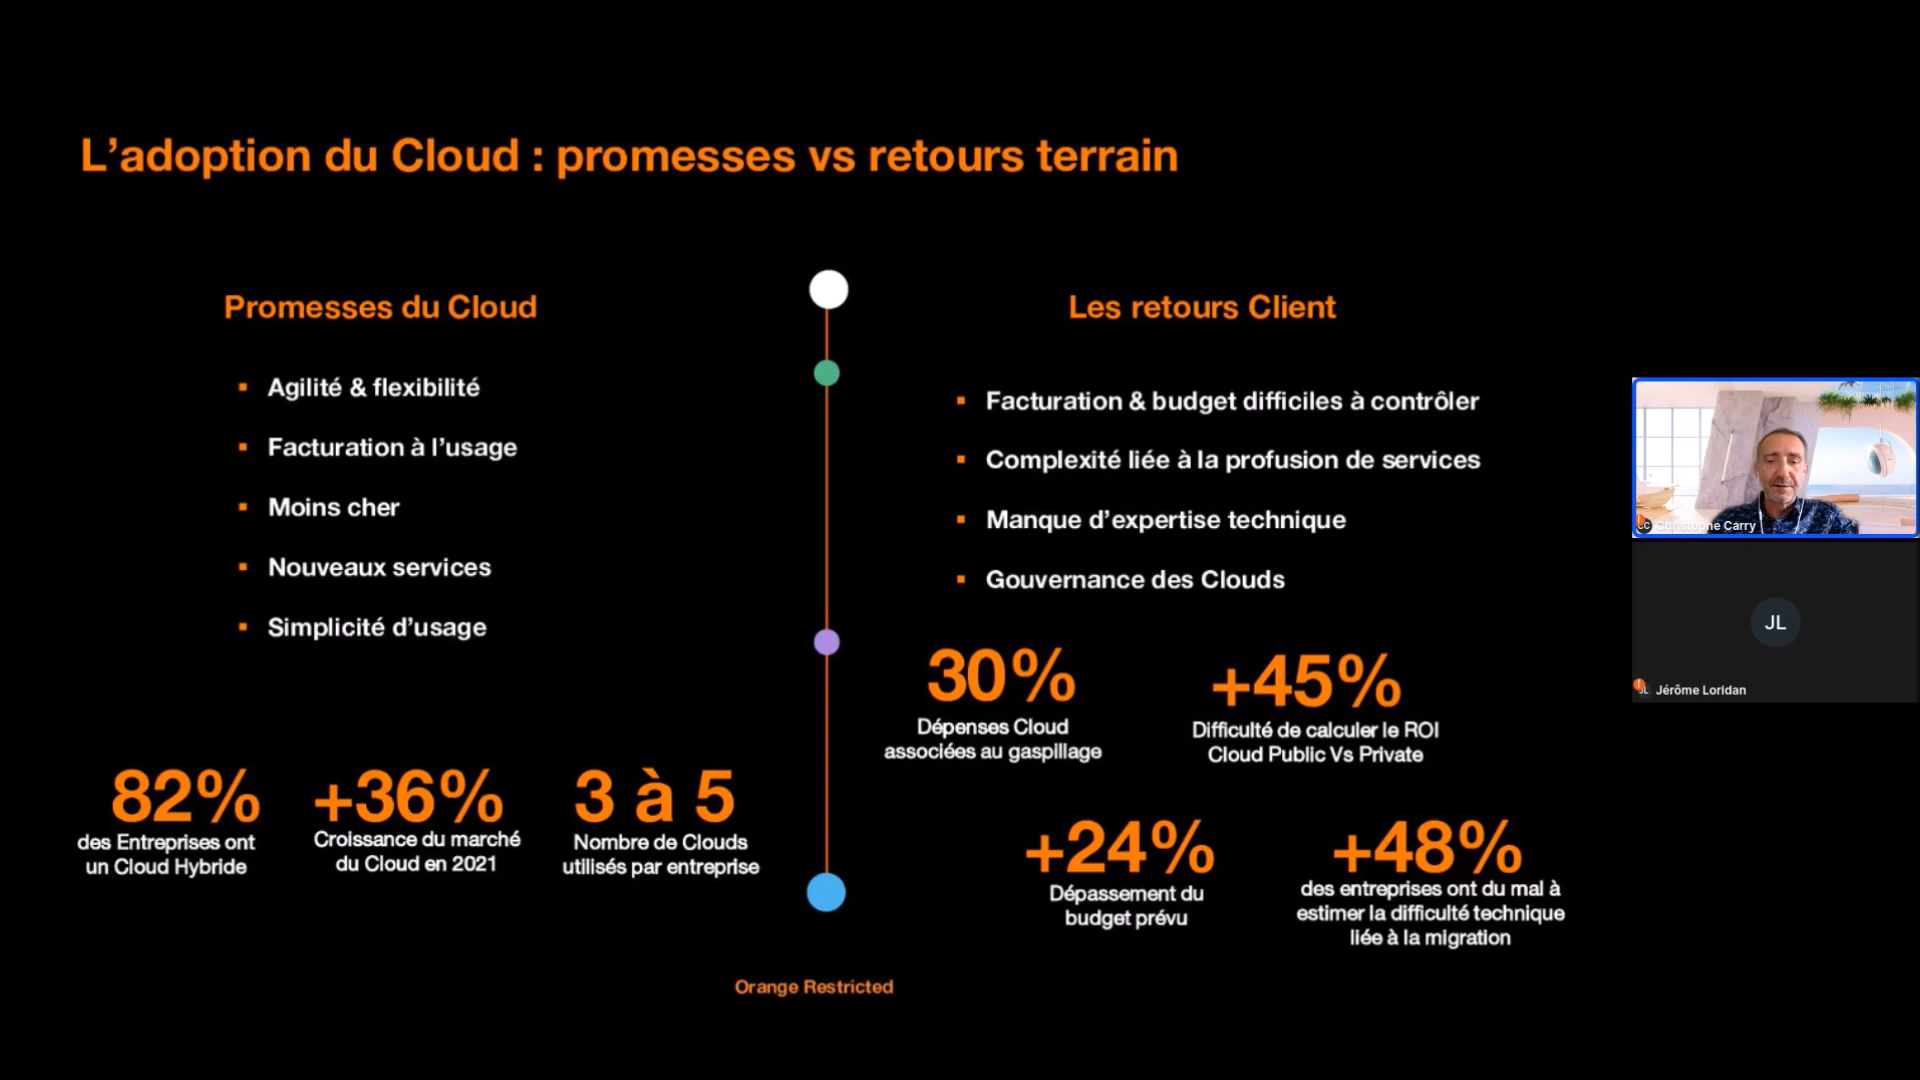 L’adoption du Cloud : promesses vs retours terrain
Promesses du Cloud
Agilité & flexibilité
Facturation à l’usage
Moins cher
Nouveaux services
Simplicité d’usage
82%
des Entreprises ont
un Cloud Hybride
+36%
Croissance du marché
du Cloud en 2021
3 à 5
Nombre de Clouds
utilisés par entreprise
Les retours Client
Facturation & budget difficiles à contrôler
Complexité liée à la profusion de services
Manque d’expertise technique
Gouvernance des Clouds
30%
Dépenses Cloud
associées au gaspillage
+45%
Difficulté de calculer le ROI
Cloud Public Vs Private
+24%
Dépassement du
budget prévu
+48%
des entreprises ont du mal à
estimer la difficulté technique
liée à la migration
Orange Restricted
CC Christophe Carry
JL
JL Jérôme Loridan